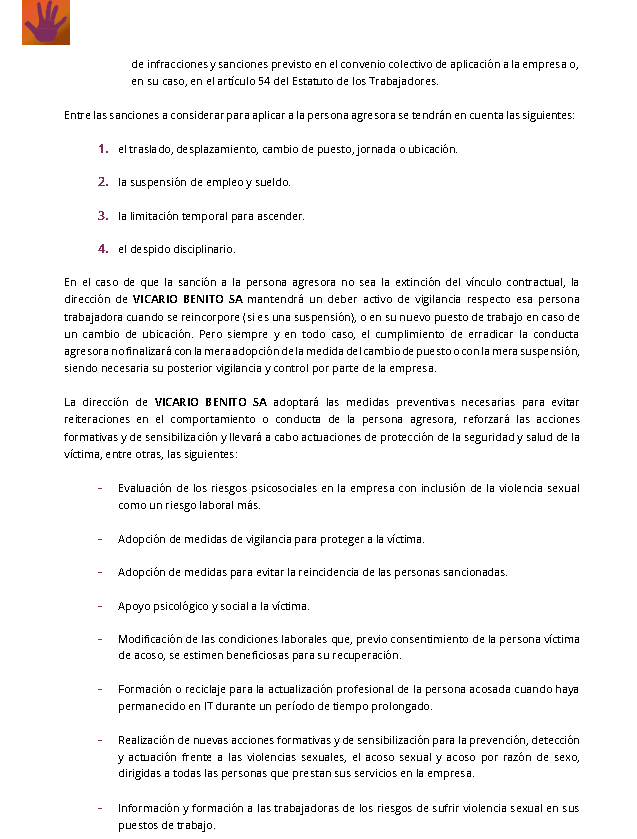 de infracciones y sanciones previsto en el convenio colectivo de aplicación a la empresa o,
en su caso, en el artículo 54 del Estatuto de los Trabajadores.
Entre las sanciones a considerar para aplicar a la persona agresora se tendrán en cuenta las siguientes:
1. el traslado, desplazamiento, cambio de puesto, jornada o ubicación.
2. la suspensión de empleo y sueldo.
3. la limitación temporal para ascender.
4. el despido disciplinario.
En el caso de que la sanción a la persona agresora no sea la extinción del vínculo contractual, la
dirección de VICARIO BENITO SA mantendrá un deber activo de vigilancia respecto esa persona
trabajadora cuando se reincorpore (si es una suspensión), o en su nuevo puesto de trabajo en caso de
un cambio de ubicación. Pero siempre y en todo caso, el cumplimiento de erradicar la conducta
agresora no finalizará con la mera adopción de la medida del cambio de puesto o con la mera suspensión,
siendo necesaria su posterior vigilancia y control por parte de la empresa.
La dirección de VICARIO BENITO SA adoptará las medidas preventivas necesarias para evitar
reiteraciones en el comportamiento o conducta de la persona agresora, reforzará las acciones
formativas y de sensibilización y llevará a cabo actuaciones de protección de la seguridad y salud de la
víctima, entre otras, las siguientes:
- Evaluación de los riesgos psicosociales en la empresa con inclusión de la violencia sexual
como un riesgo laboral más.
- Adopción de medidas de vigilancia para proteger a la víctima.
- Adopción de medidas para evitar la reincidencia de las personas sancionadas.
- Apoyo psicológico y social a la víctima.
- Modificación de las condiciones laborales que, previo consentimiento de la persona víctima
de acoso, se estimen beneficiosas para su recuperación.
- Formación o reciclaje para la actualización profesional de la persona acosada cuando haya
permanecido en IT durante un período de tiempo prolongado.
- Realización de nuevas acciones formativas y de sensibilización para la prevención, detección
y actuación frente a las violencias sexuales, el acoso sexual y acoso por razón de sexo,
dirigidas a todas las personas que prestan sus servicios en la empresa.
- Información y formación a las trabajadoras de los riesgos de sufrir violencia sexual en sus
puestos de trabajo.